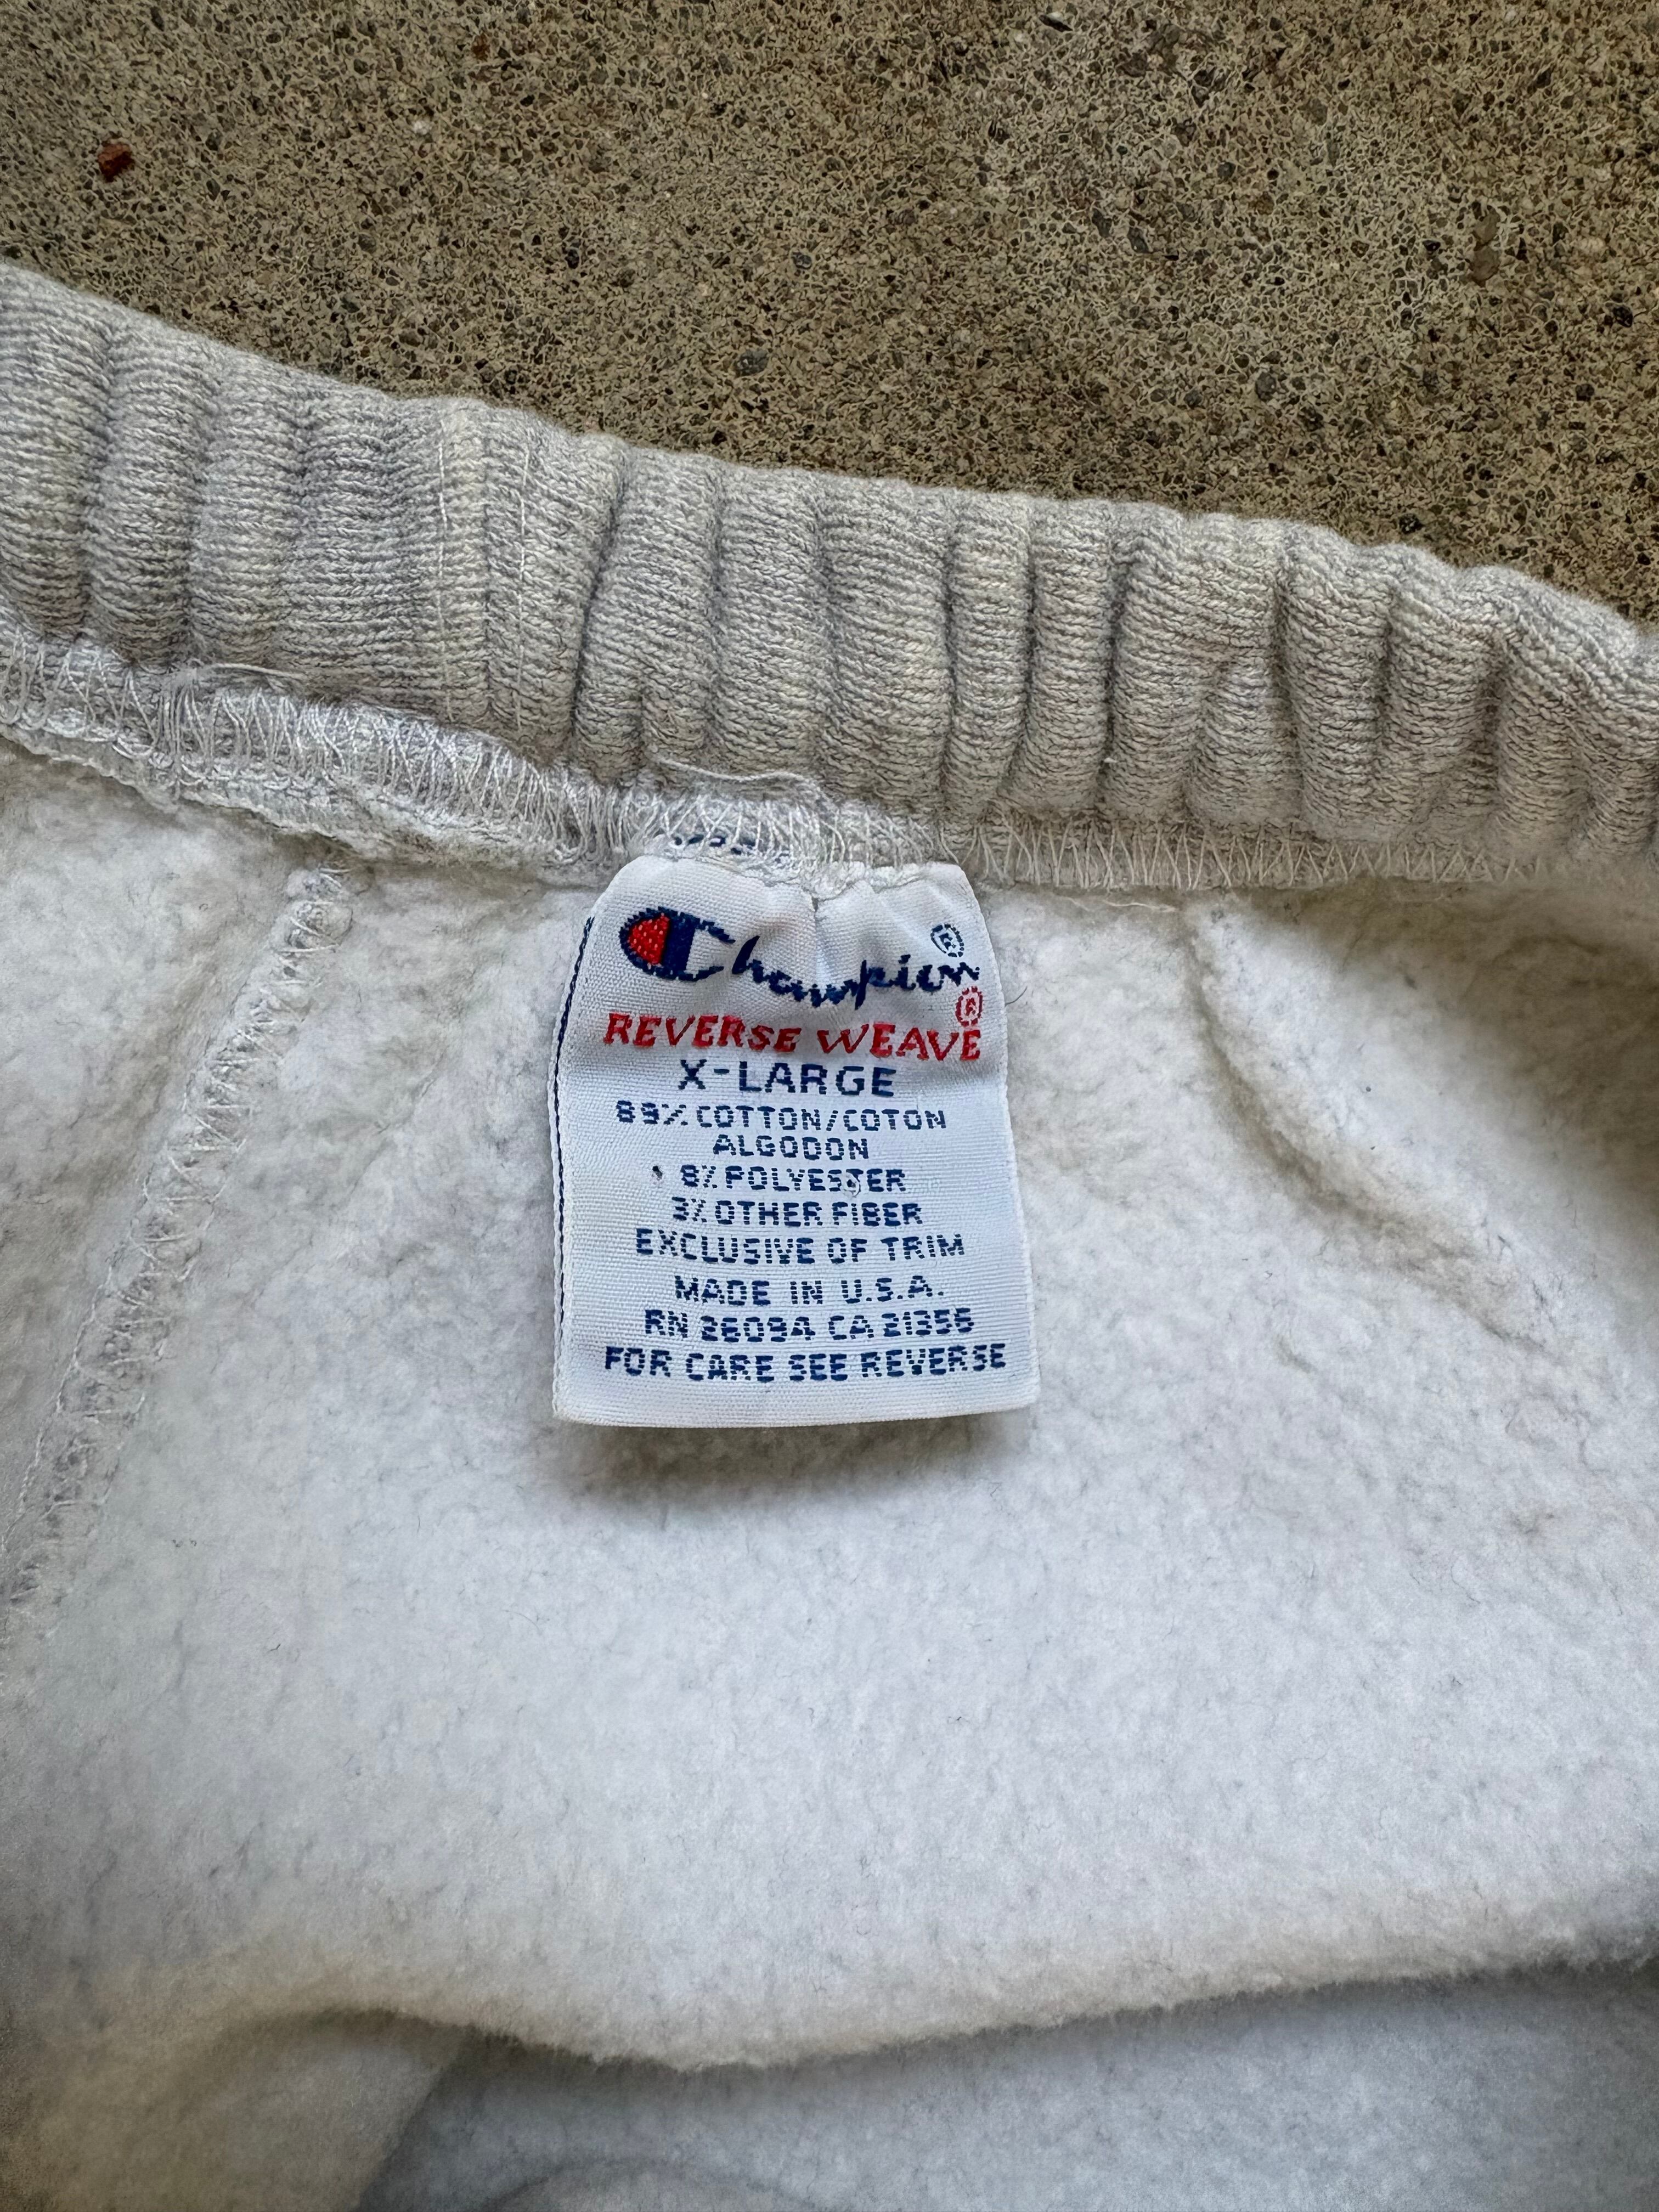 Champion®
REVERSE WEAVE®
X-LARGE
89% COTTON/COTON
ALGODON
8% POLYESTER
3% OTHER FIBER
EXCLUSIVE OF TRIM
MADE IN U.S.A.
RN 26094 CA 21356
FOR CARE SEE REVERSE